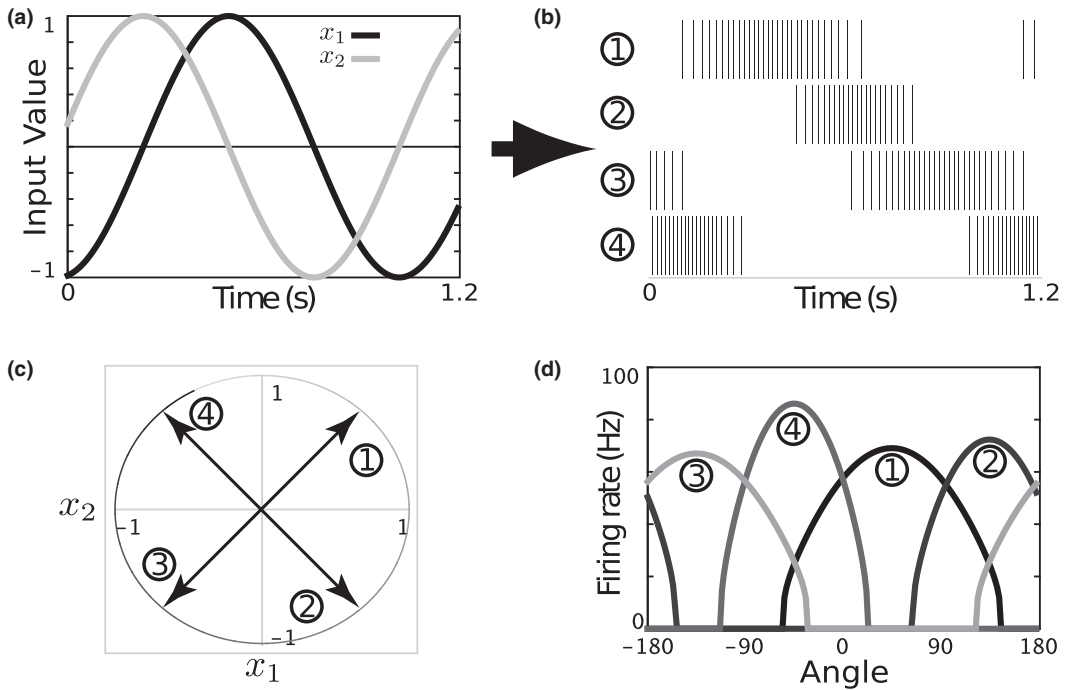 (a)
1
x1
x2
Input Value
–1
0
Time (s)
1.2
(b)
①
②
③
④
0
Time (s)
1.2
(c)
1
④
①
x2
–1
1
③
②
–1
x1
(d)
100
Firing rate (Hz)
④
③
①
②
0
–180
–90
0
90
180
Angle